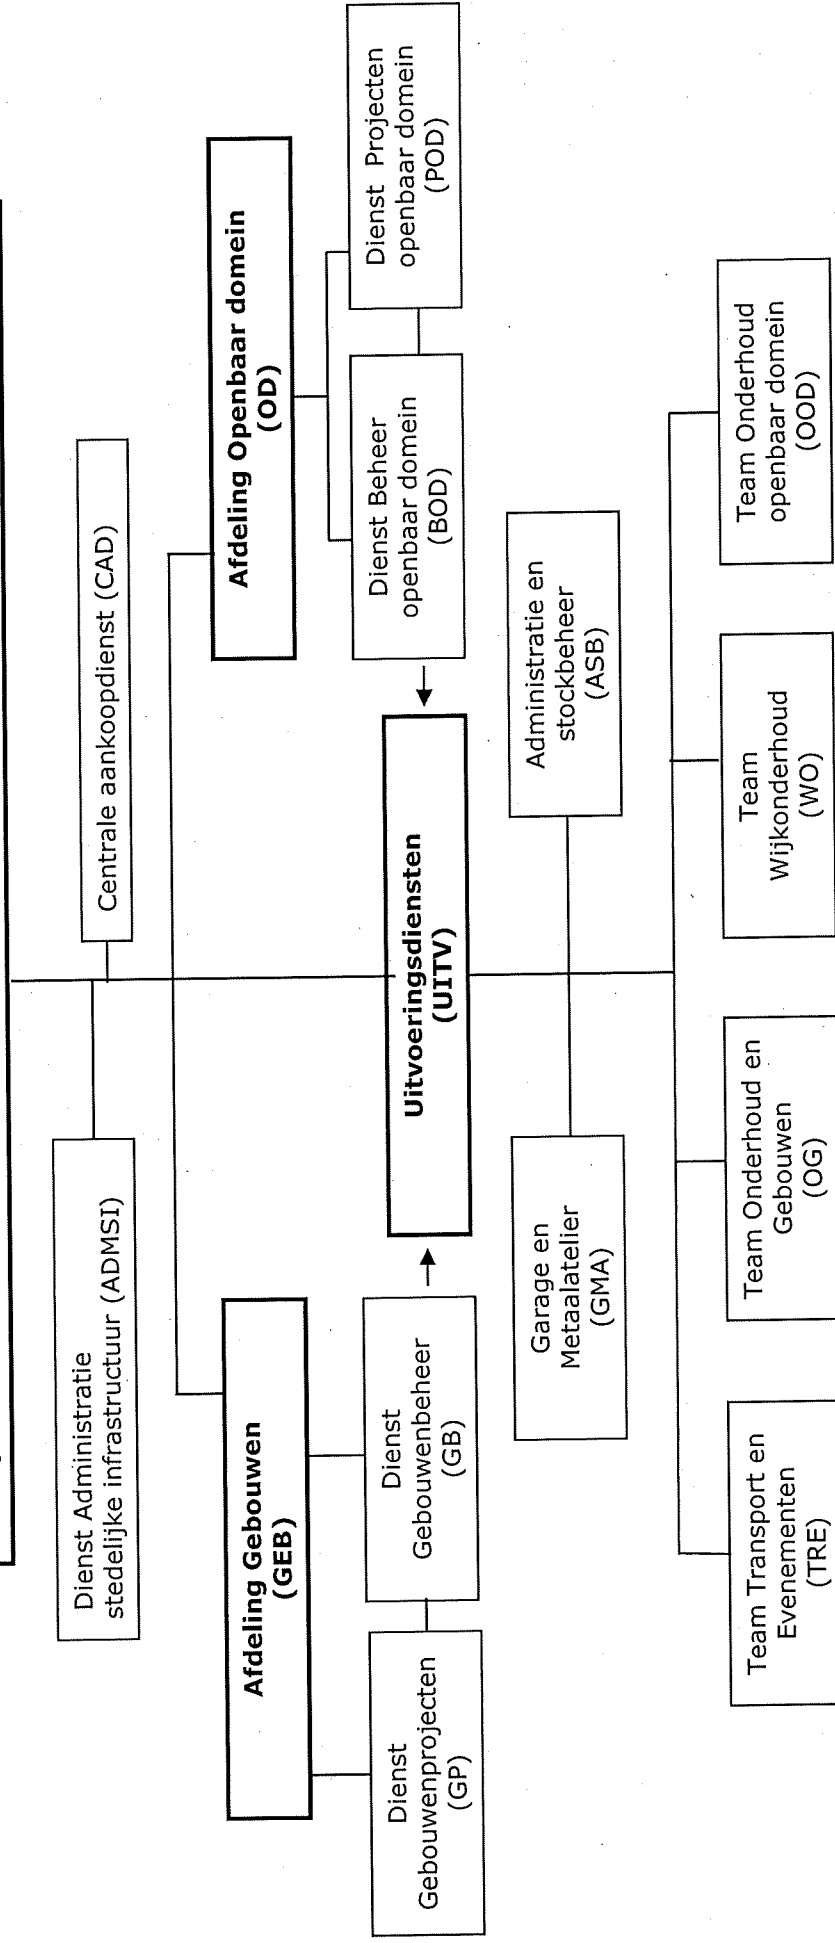 Dienst Administratie
stedelijke infrastructuur (ADMSI)
Centrale aankoopdienst (CAD)
Afdeling Gebouwen
(GEB)
Afdeling Openbaar domein
(OD)
Dienst
Gebouwenprojecten
(GP)
Dienst
Gebouwenbeheer
(GB)
Uitvoeringsdiensten
(UITV)
Dienst Beheer
openbaar domein
(BOD)
Dienst Projecten
openbaar domein
(POD)
Garage en
Metaalatelier
(GMA)
Administratie en
stockbeheer
(ASB)
Team Transport en
Evenementen
(TRE)
Team Onderhoud en
Gebouwen
(OG)
Team
Wijkonderhoud
(WO)
Team Onderhoud
openbaar domein
(OOD)